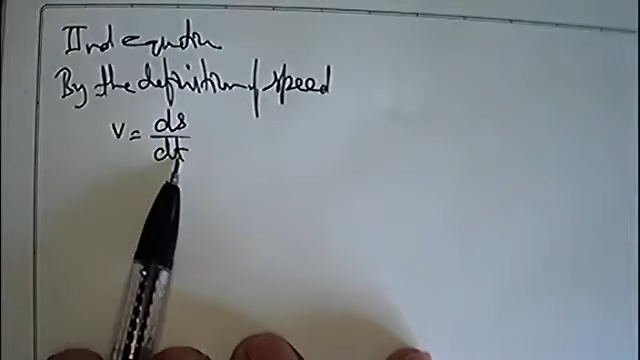 IInd equation
By the definition of speed
v = ds/dt